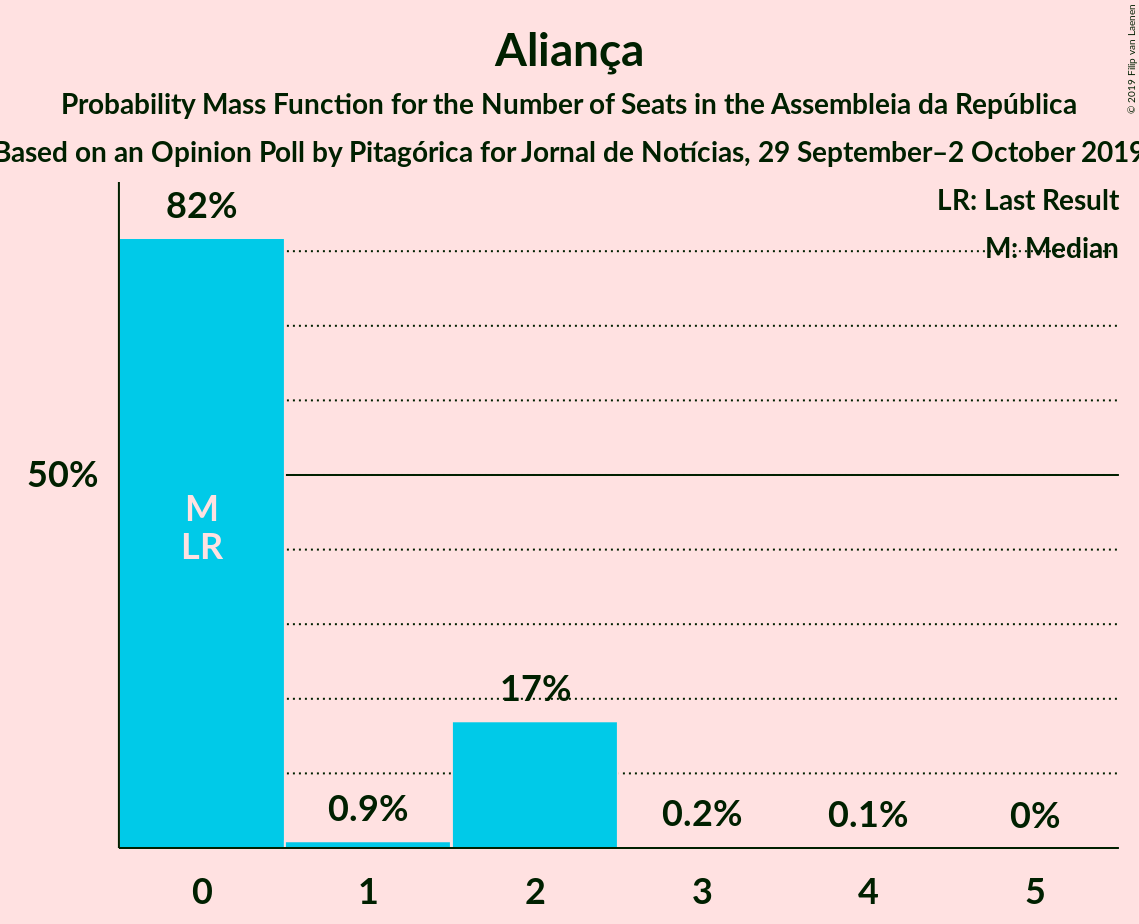 Aliança
Probability Mass Function for the Number of Seats in the Assembleia da República
Based on an Opinion Poll by Pitagórica for Jornal de Notícias, 29 September–2 October 2019
© 2019 Filip van Laenen
LR: Last Result
M: Median
82%
50%
M
LR
17%
0.9%
0.2%
0.1%
0%
0 1 2 3 4 5